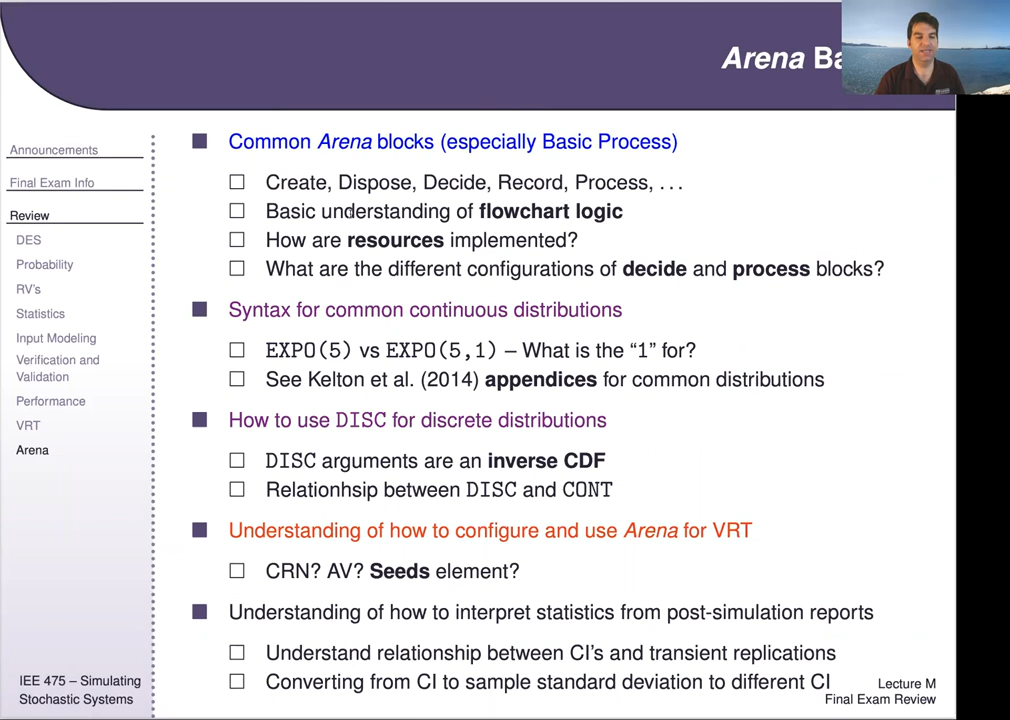 Arena
Announcements
Final Exam Info
Review
DES
Probability
RV's
Statistics
Input Modeling
Verification and
Validation
Performance
VRT
Arena
IEE 475 – Simulating
Stochastic Systems
Common Arena blocks (especially Basic Process)
Create, Dispose, Decide, Record, Process, . . .
Basic understanding of flowchart logic
How are resources implemented?
What are the different configurations of decide and process blocks?
Syntax for common continuous distributions
EXPO(5) vs EXPO(5,1) – What is the “1” for?
See Kelton et al. (2014) appendices for common distributions
How to use DISC for discrete distributions
DISC arguments are an inverse CDF
Relationhsip between DISC and CONT
Understanding of how to configure and use Arena for VRT
CRN? AV? Seeds element?
Understanding of how to interpret statistics from post-simulation reports
Understand relationship between CI's and transient replications
Converting from CI to sample standard deviation to different CI
Lecture M
Final Exam Review